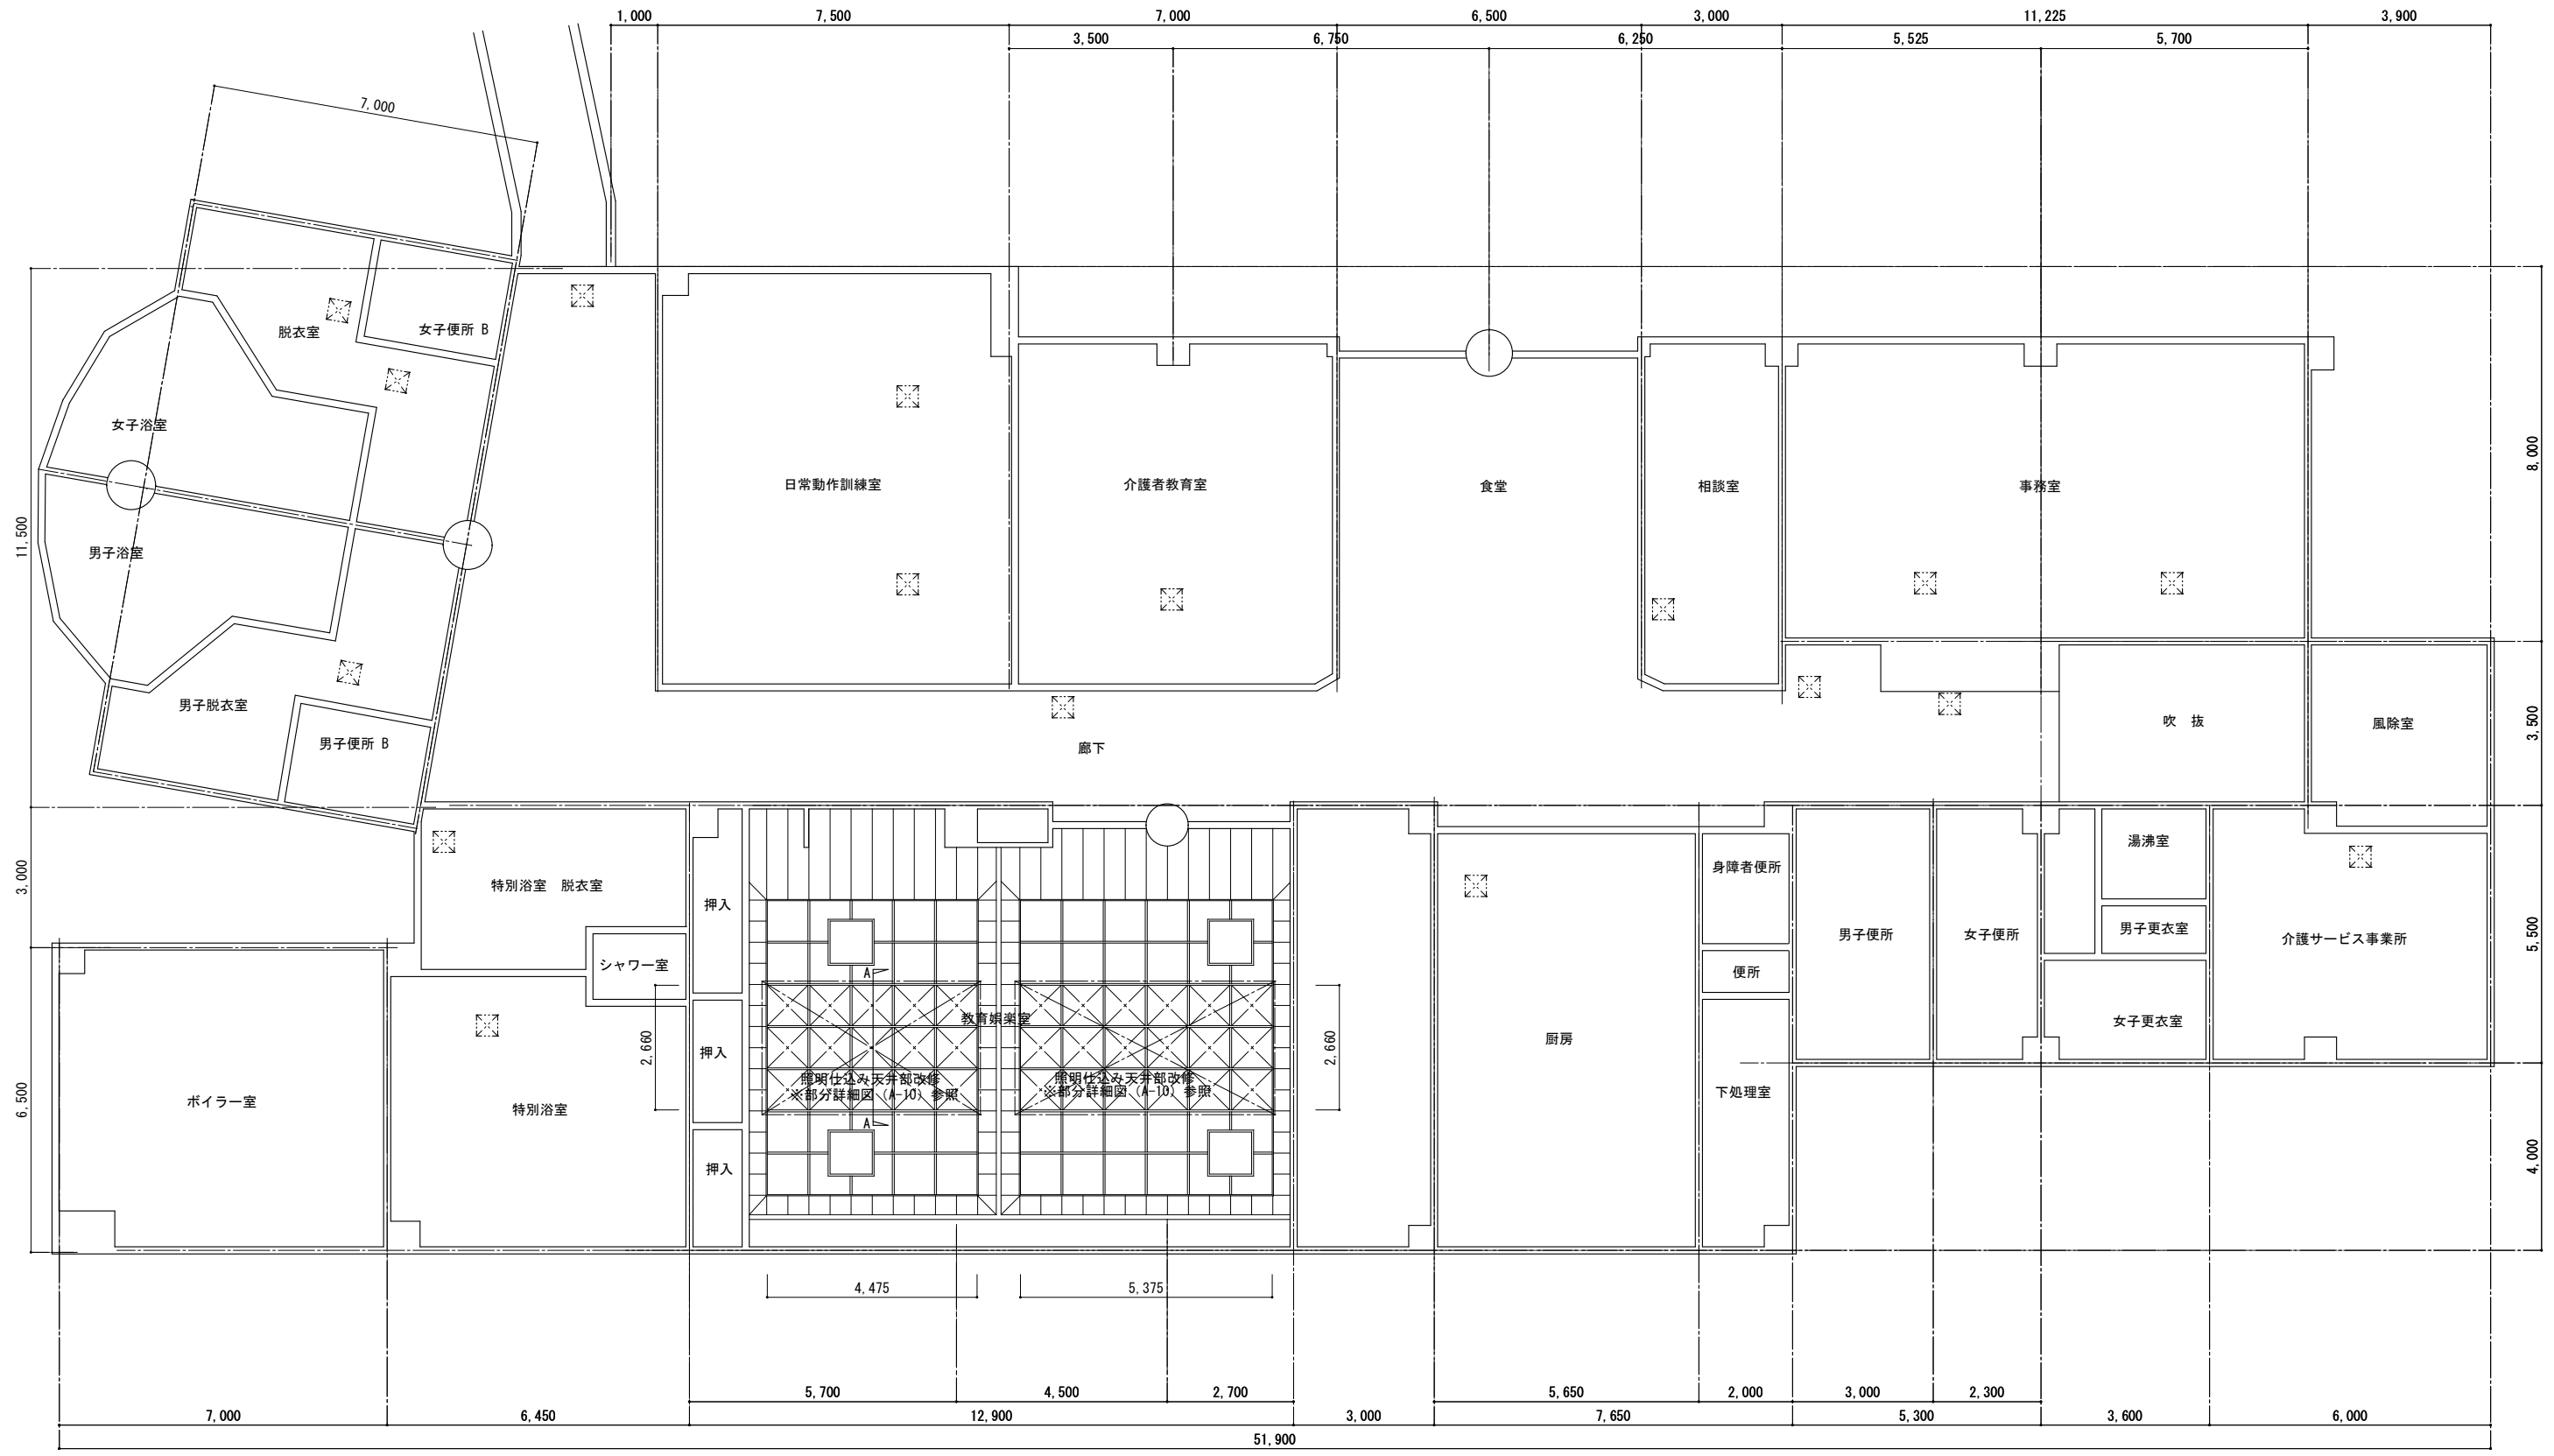 1,000
7,500
7,000
6,500
3,000
11,225
3,900
3,500
6,750
6,250
5,525
5,700
7,000
脱衣室
女子便所 B
女子浴室
男子浴室
男子脱衣室
男子便所 B
日常動作訓練室
介護者教育室
食堂
相談室
事務室
8,000
11,500
廊下
吹 抜
風除室
3,500
特別浴室 脱衣室
シャワー室
押入
押入
押入
3,000
身障者便所
便所
男子便所
女子便所
湯沸室
男子更衣室
女子更衣室
介護サービス事業所
5,500
A
教育娯楽室
2,660
2,660
照明仕込み天井部改修
※部分詳細図（A-10）参照
照明仕込み天井部改修
※部分詳細図（A-10）参照
A
厨房
下処理室
6,500
ボイラー室
特別浴室
4,000
4,475
5,375
5,700
4,500
2,700
5,650
2,000
3,000
2,300
7,000
6,450
12,900
3,000
7,650
5,300
3,600
6,000
51,900